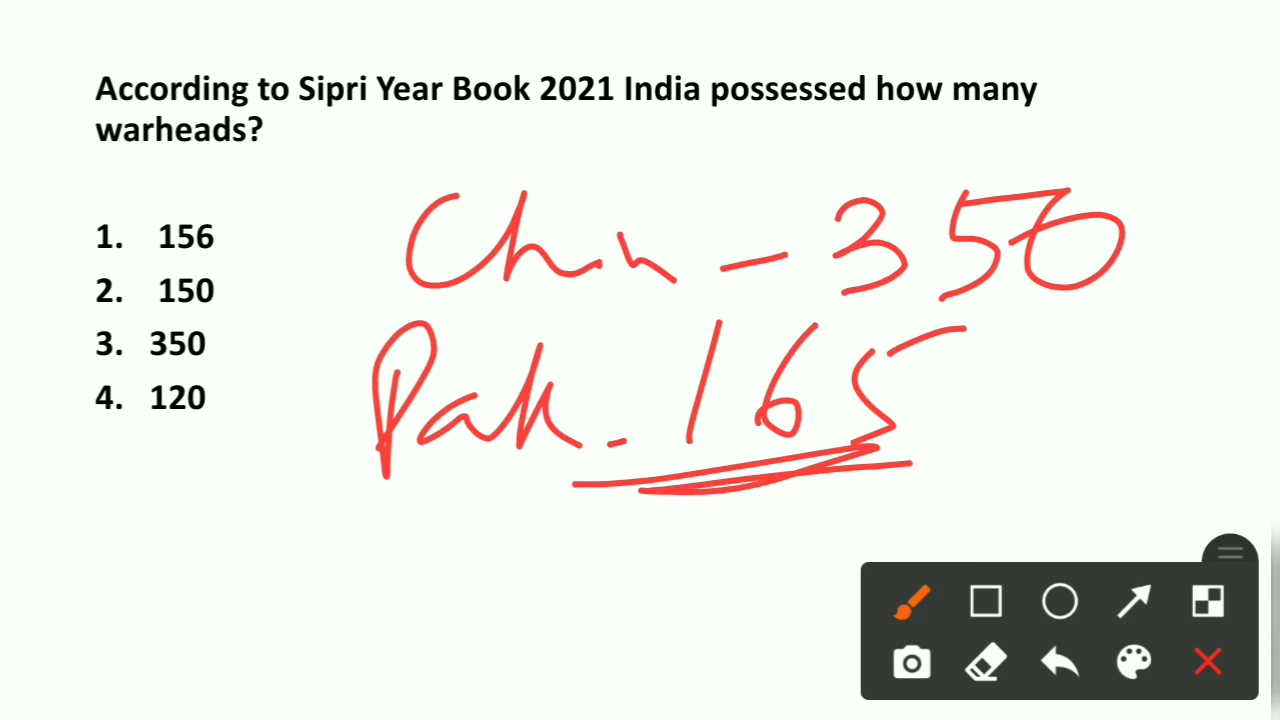 According to Sipri Year Book 2021 India possessed how many
warheads?
1. 156
2. 150
3. 350
4. 120
Chin - 350
Pak - 165